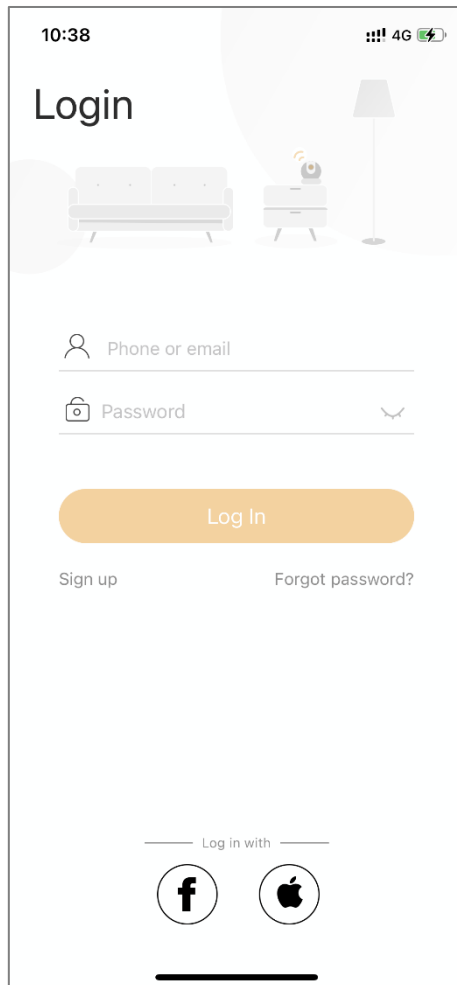 10:38 4G
Login
Phone or email
Password
Log In
Sign up Forgot password?
Log in with